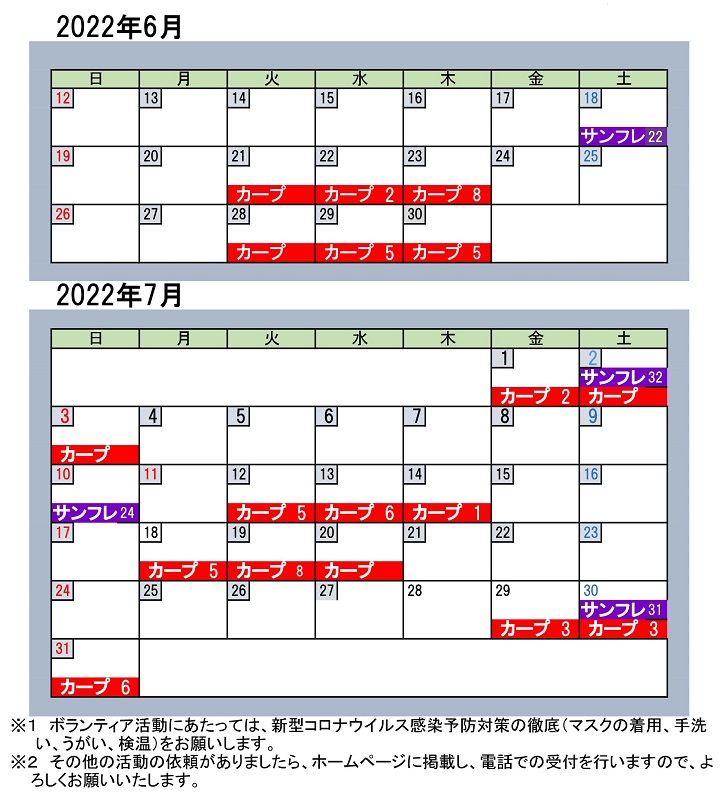 2022年6月
日 月 火 水 木 金 土
12 13 14 15 16 17 18
サンフレ 22
19 20 21 22 23 24 25
カープ カープ 2 カープ 8
26 27 28 29 30
カープ カープ 5 カープ 5
2022年7月
日 月 火 水 木 金 土
1 2
サンフレ 32
カープ 2 カープ
3 4 5 6 7 8 9
カープ
10 11 12 13 14 15 16
サンフレ 24 カープ 5 カープ 6 カープ 1
17 18 19 20 21 22 23
カープ 5 カープ 8 カープ
24 25 26 27 28 29 30
サンフレ 31
カープ 3 カープ 3
31
カープ 6
※1 ボランティア活動にあたっては、新型コロナウイルス感染予防対策の徹底(マスクの着用、手洗
い、うがい、検温)をお願いします。
※2 その他の活動の依頼がありましたら、ホームページに掲載し、電話での受付を行いますので、よ
ろしくお願いいたします。